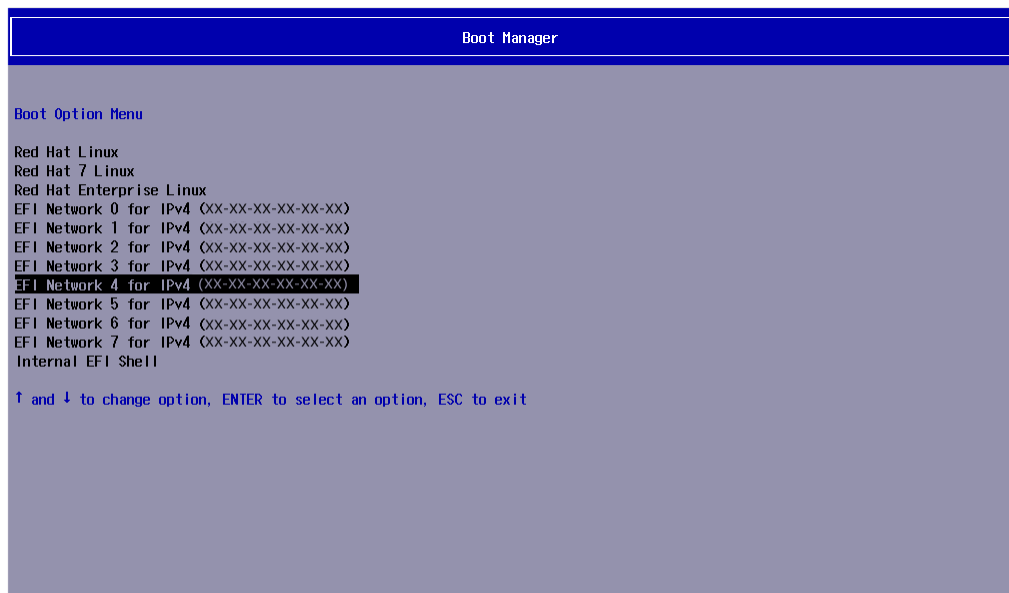 Boot Manager
Boot Option Menu
Red Hat Linux
Red Hat 7 Linux
Red Hat Enterprise Linux
EFI Network 0 for IPv4 (XX-XX-XX-XX-XX-XX)
EFI Network 1 for IPv4 (XX-XX-XX-XX-XX-XX)
EFI Network 2 for IPv4 (XX-XX-XX-XX-XX-XX)
EFI Network 3 for IPv4 (XX-XX-XX-XX-XX-XX)
EFI Network 4 for IPv4 (XX-XX-XX-XX-XX-XX)
EFI Network 5 for IPv4 (XX-XX-XX-XX-XX-XX)
EFI Network 6 for IPv4 (XX-XX-XX-XX-XX-XX)
EFI Network 7 for IPv4 (XX-XX-XX-XX-XX-XX)
Internal EFI Shell
↑ and ↓ to change option, ENTER to select an option, ESC to exit